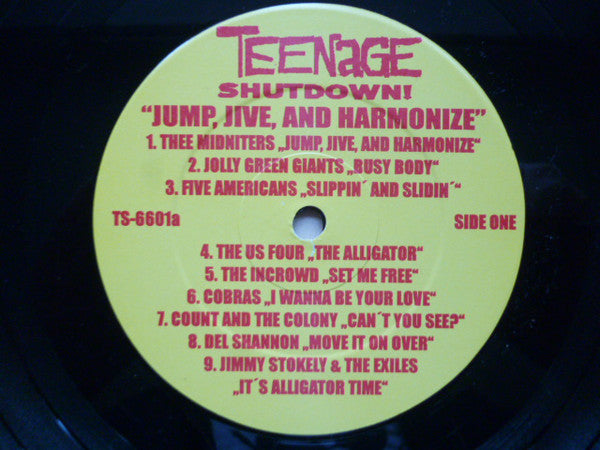 TEENAGE
SHUTDOWN!
“JUMP, JIVE, AND HARMONIZE”
1. THEE MIDNITERS „JUMP, JIVE, AND HARMONIZE“
2. JOLLY GREEN GIANTS „BUSY BODY“
3. FIVE AMERICANS „SLIPPIN´ AND SLIDIN´“
TS-6601a SIDE ONE
4. THE US FOUR „THE ALLIGATOR“
5. THE INCROWD „SET ME FREE“
6. COBRAS „I WANNA BE YOUR LOVE“
7. COUNT AND THE COLONY „CAN´T YOU SEE?“
8. DEL SHANNON „MOVE IT ON OVER“
9. JIMMY STOKELY & THE EXILES
„IT´S ALLIGATOR TIME“